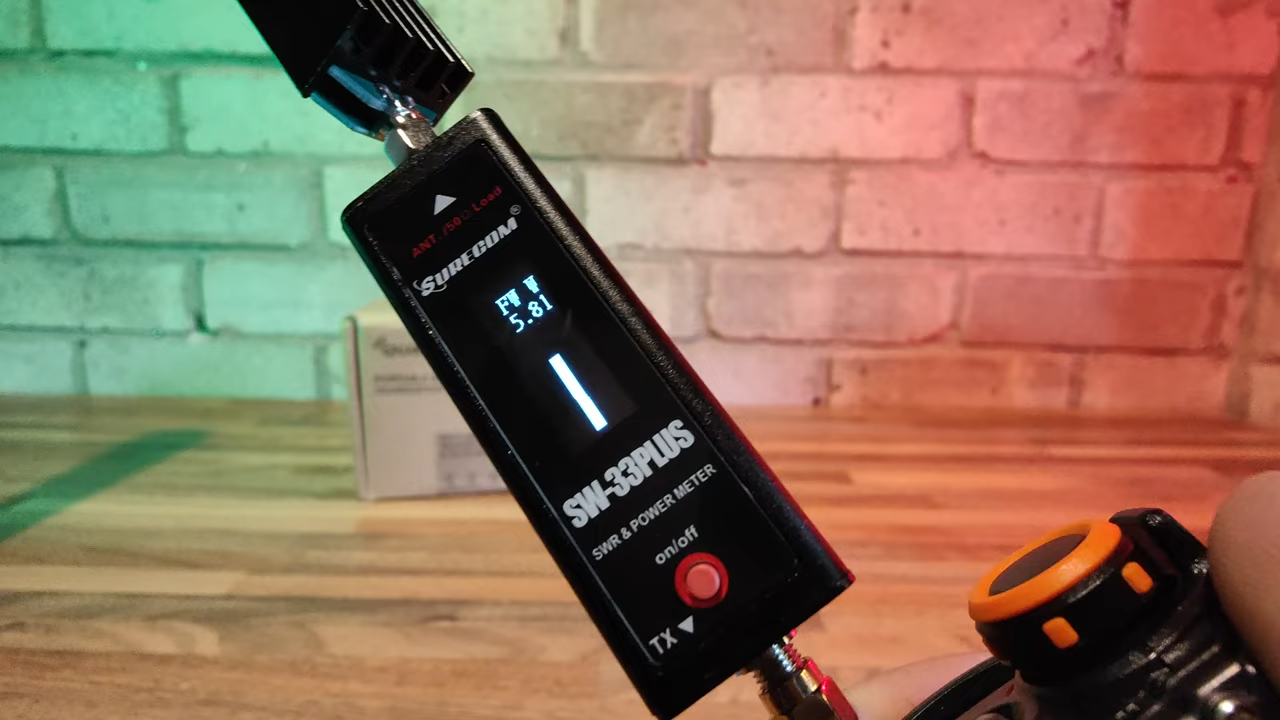 ANT. /50Ω Load
SURECOM®
FW W
5.81
SW-33PLUS
SWR & POWER METER
on/off
TX